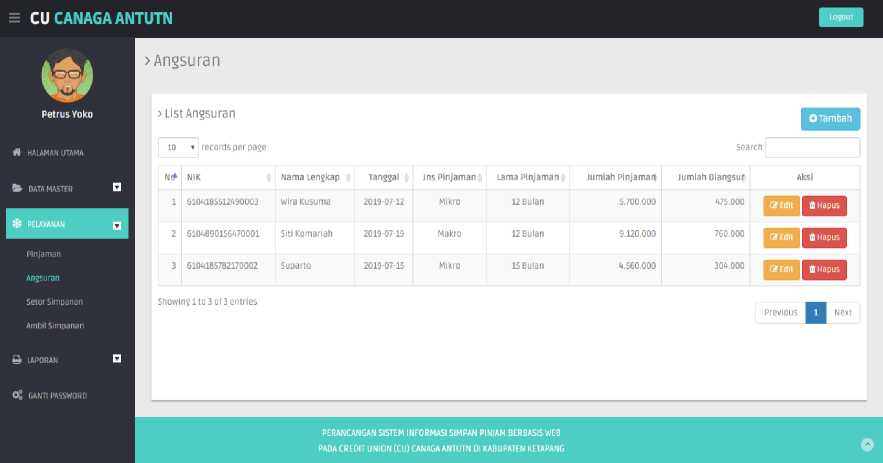 CU CANAGA ANTUTN
Logout
Petrus Yoko
HALAMAN UTAMA
DATA MASTER
PELAYANAN
Pinjaman
Angsuran
Setor Simpanan
Ambil Simpanan
LAPORAN
GANTI PASSWORD
> Angsuran
> List Angsuran
Tambah
10 records per page
Search:
No NIK Nama Lengkap Tanggal Jns Pinjaman Lama Pinjaman Jumlah Pinjaman Jumlah Diangsur Aksi
1 6104185612490003 Wira Kusuma 2019-07-12 Mikro 12 Bulan 5.700.000 475.000 Edit Hapus
2 6104890156470001 Siti Komariah 2019-07-19 Makro 12 Bulan 9.120.000 760.000 Edit Hapus
3 6104185782170002 Suparto 2019-07-15 Mikro 15 Bulan 4.560.000 304.000 Edit Hapus
Showing 1 to 3 of 3 entries
Previous 1 Next
PERANCANGAN SISTEM INFORMASI SIMPAN PINJAM BERBASIS WEB
PADA CREDIT UNION (CU) CANAGA ANTUTN DI KABUPATEN KETAPANG